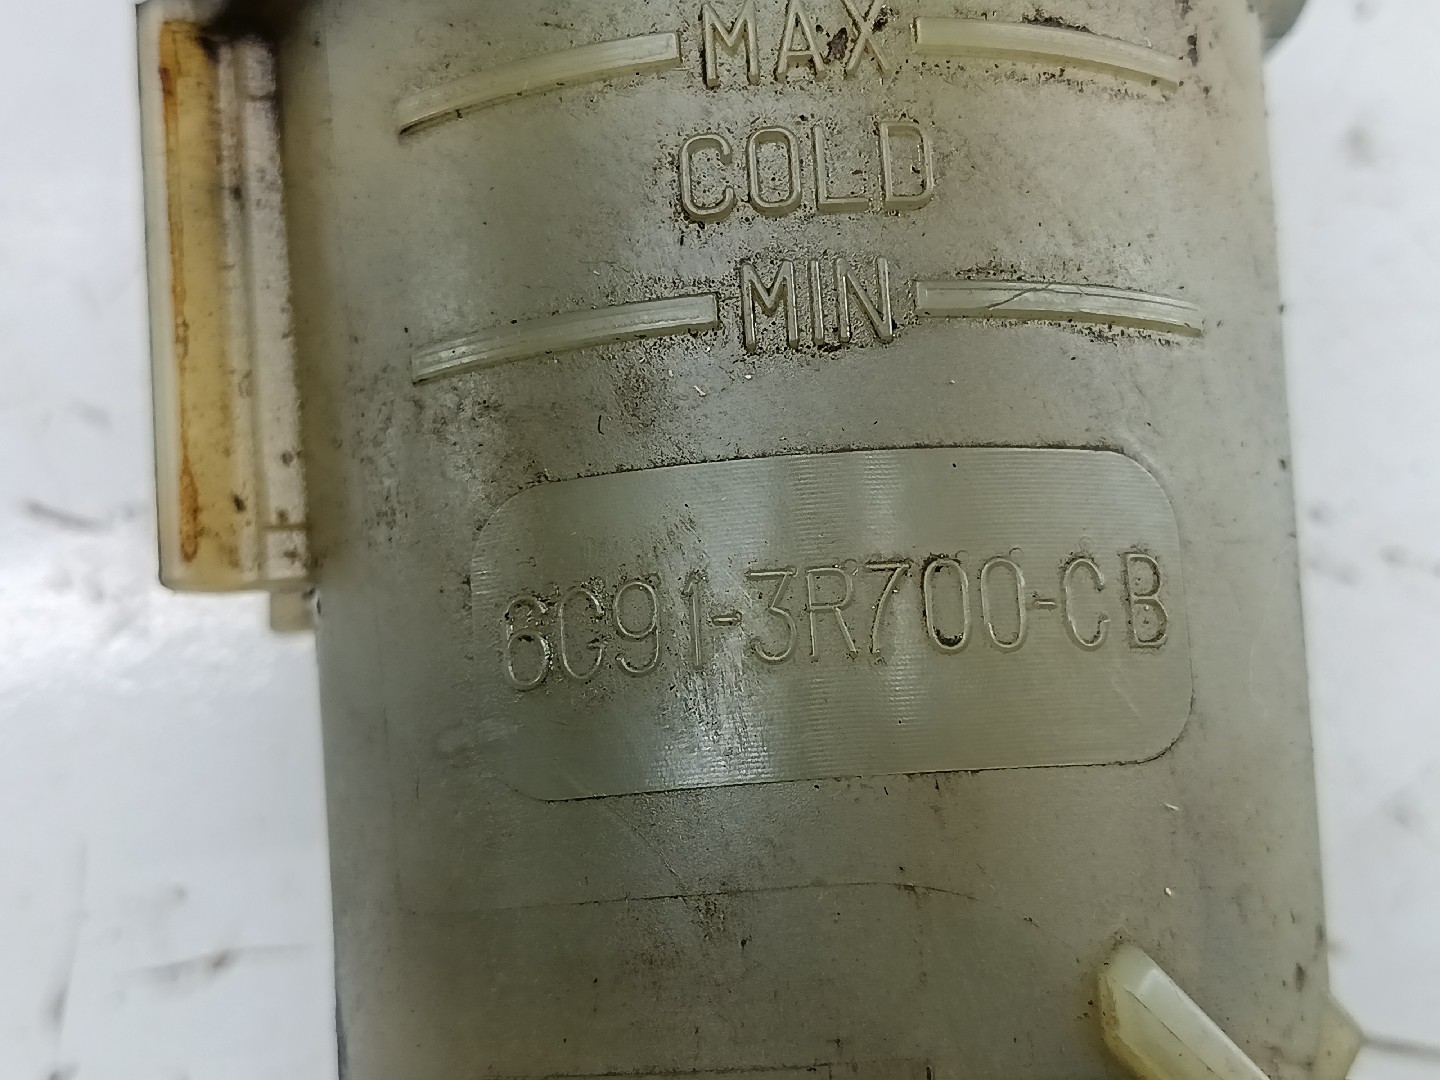 MAX
COLD
MIN
6G91-3R700-CB